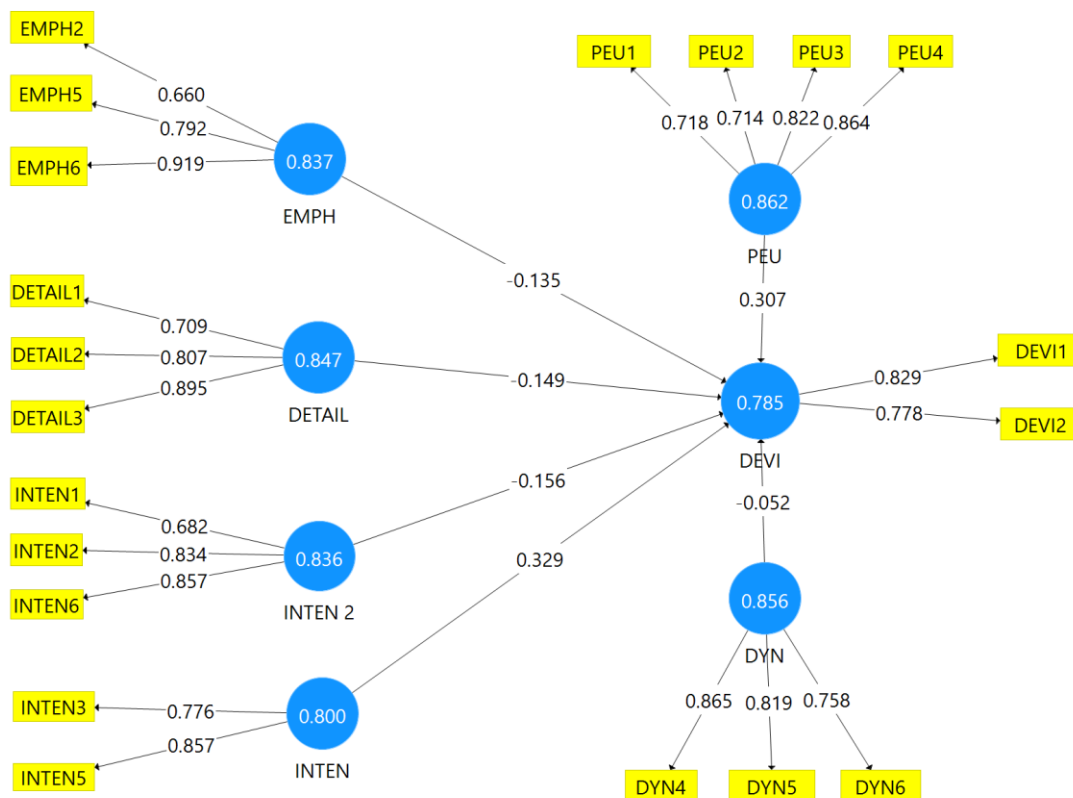 EMPH2
EMPH5
EMPH6
0.660
0.792
0.919
0.837
EMPH
-0.135
PEU1
PEU2
PEU3
PEU4
0.718
0.714
0.822
0.864
0.862
PEU
0.307
DETAIL1
DETAIL2
DETAIL3
0.709
0.807
0.895
0.847
DETAIL
-0.149
0.785
DEVI
0.829
0.778
DEVI1
DEVI2
INTEN1
INTEN2
INTEN6
0.682
0.834
0.857
0.836
INTEN 2
-0.156
INTEN3
INTEN5
0.776
0.857
0.800
INTEN
0.329
-0.052
0.856
DYN
0.865
0.819
0.758
DYN4
DYN5
DYN6